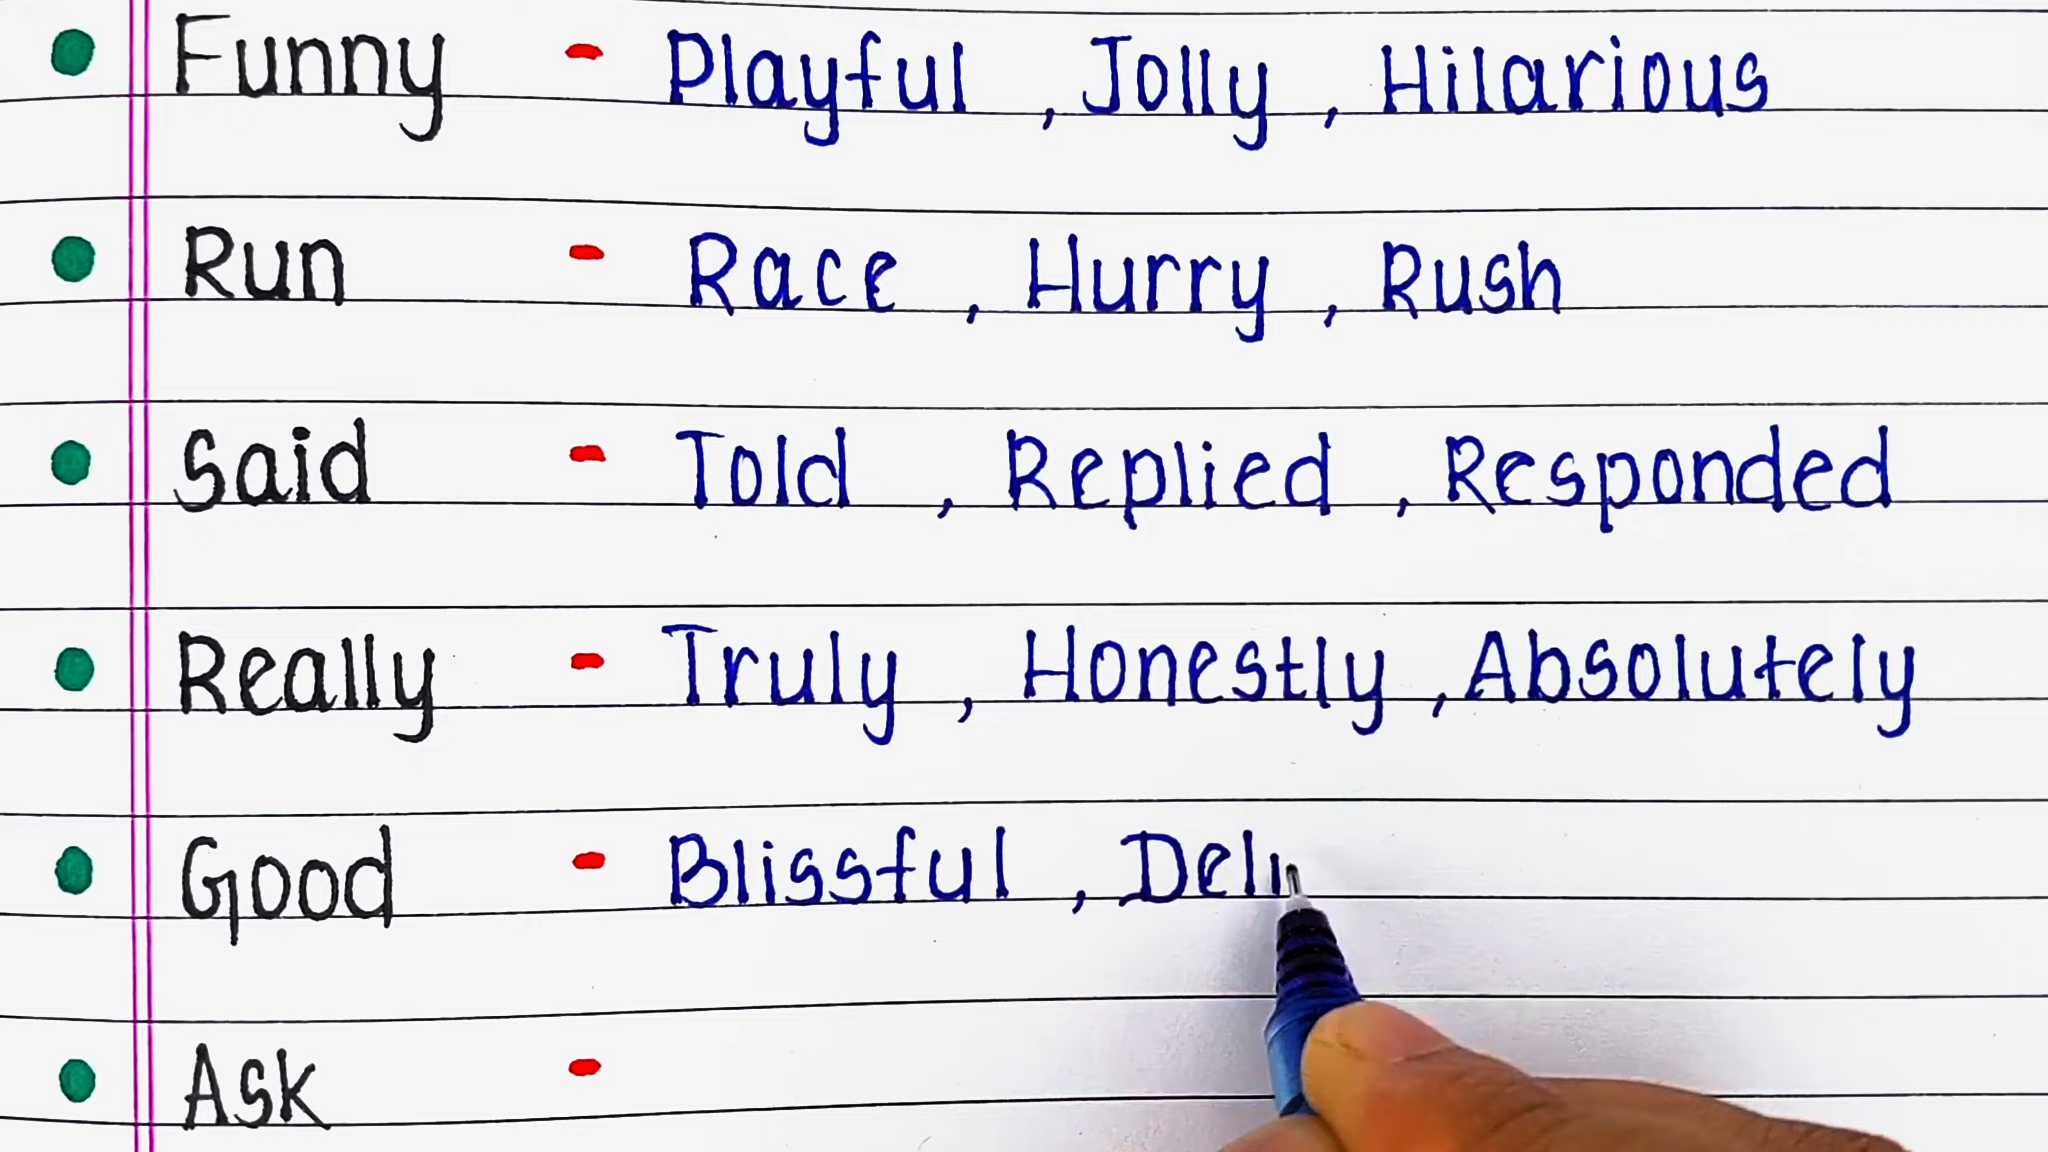 Funny - Playful , Jolly , Hilarious
Run - Race , Hurry , Rush
Said - Told , Replied , Responded
Really - Truly , Honestly , Absolutely
Good - Blissful ,
Ask -